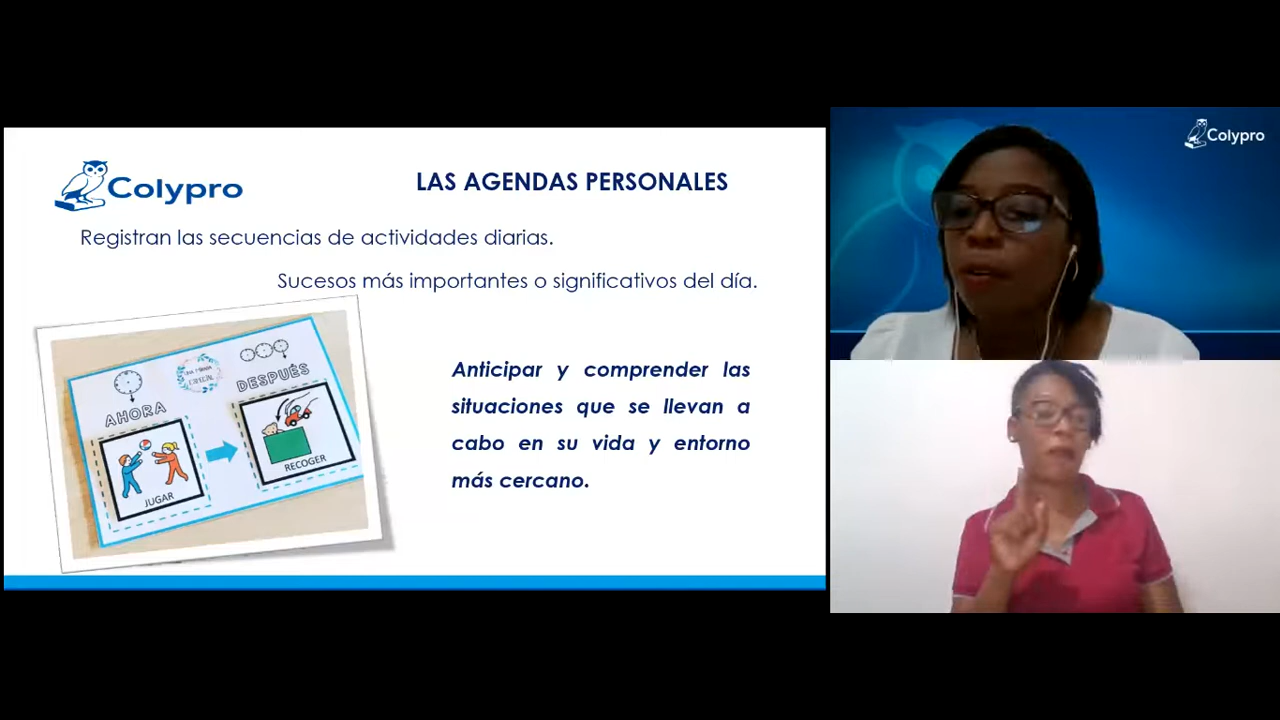 Colypro
LAS AGENDAS PERSONALES
Registran las secuencias de actividades diarias.
Sucesos más importantes o significativos del día.
AHORA
DESPUÉS
JUGAR
RECOGER
Anticipar y comprender las
situaciones que se llevan a
cabo en su vida y entorno
más cercano.
Colypro